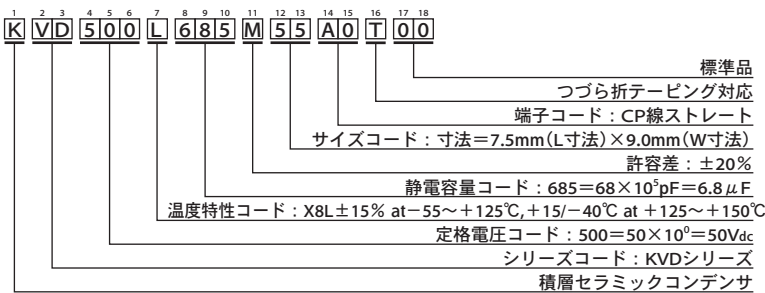 1 2 3 4 5 6 7 8 9 10 11 12 13 14 15 16 17 18
K VD 500 L 685 M 55 A0 T 00
標準品
つづら折テーピング対応
端子コード：CP線ストレート
サイズコード：寸法＝7.5mm（L寸法）×9.0mm（W寸法）
許容差：±20%
静電容量コード：685＝68×10⁵pF＝6.8μF
温度特性コード：X8L±15% at−55～＋125℃,＋15/−40℃ at ＋125～＋150℃
定格電圧コード：500＝50×10⁰＝50Vdc
シリーズコード：KVDシリーズ
積層セラミックコンデンサ